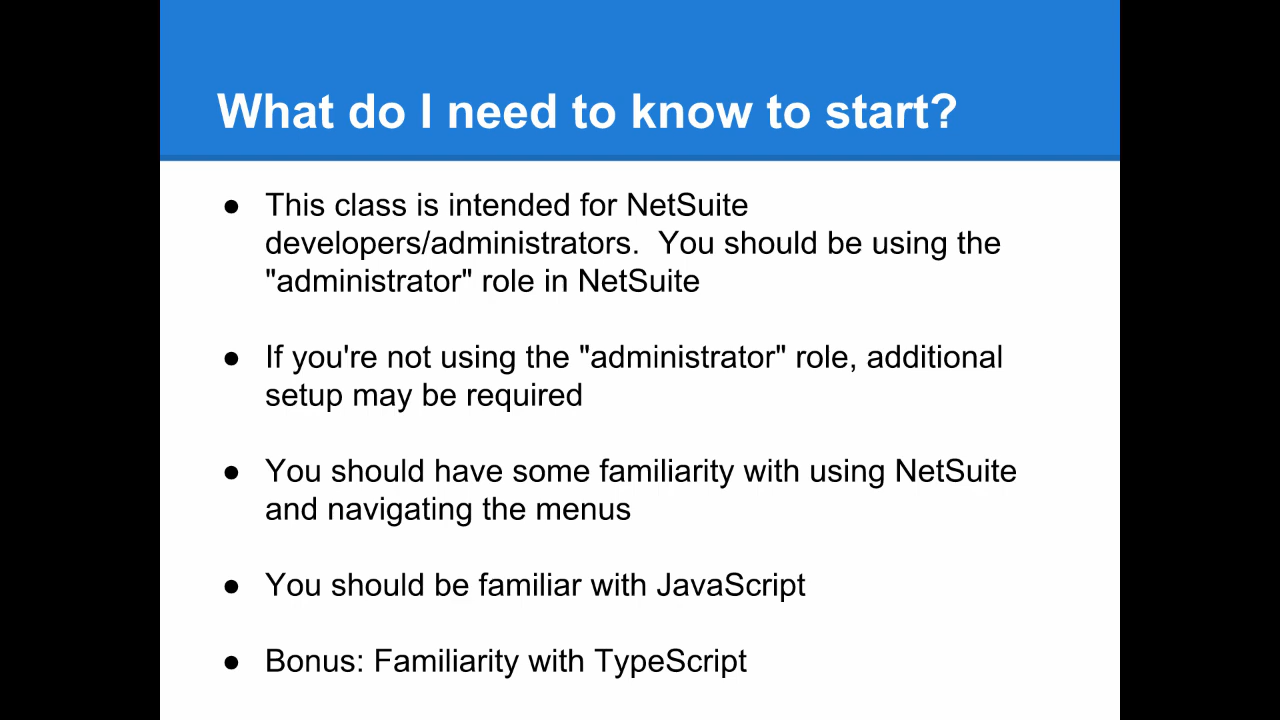 What do I need to know to start?
● This class is intended for NetSuite
developers/administrators.  You should be using the
"administrator" role in NetSuite
● If you're not using the "administrator" role, additional
setup may be required
● You should have some familiarity with using NetSuite
and navigating the menus
● You should be familiar with JavaScript
● Bonus: Familiarity with TypeScript